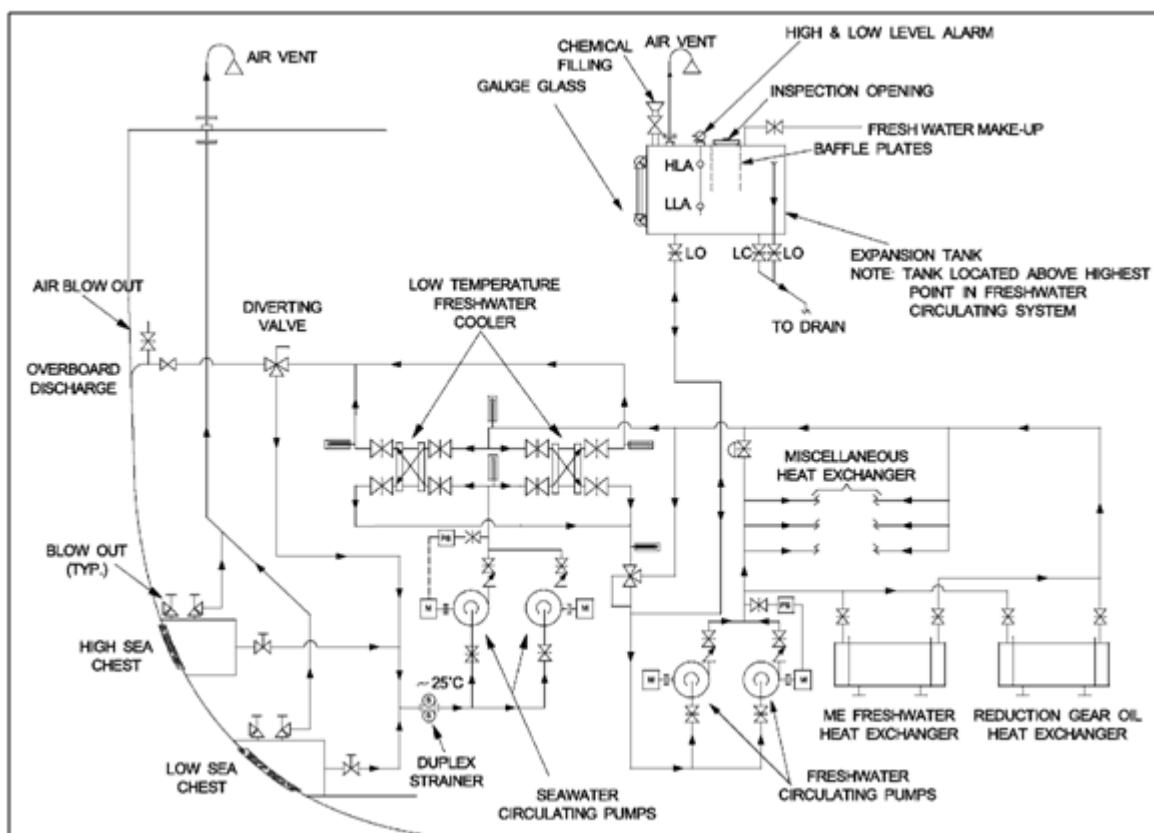 AIR VENT
CHEMICAL
FILLING
AIR VENT
HIGH & LOW LEVEL ALARM
GAUGE GLASS
INSPECTION OPENING
FRESH WATER MAKE-UP
BAFFLE PLATES
HLA
LLA
LO
LC
LO
EXPANSION TANK
NOTE: TANK LOCATED ABOVE HIGHEST
POINT IN FRESHWATER
CIRCULATING SYSTEM
TO DRAIN
AIR BLOW OUT
DIVERTING
VALVE
LOW TEMPERATURE
FRESHWATER
COOLER
OVERBOARD
DISCHARGE
MISCELLANEOUS
HEAT EXCHANGER
BLOW OUT
(TYP.)
PS
M
M
HIGH SEA
CHEST
~25°C
PS
M
M
DUPLEX
STRAINER
LOW SEA
CHEST
SEAWATER
CIRCULATING PUMPS
FRESHWATER
CIRCULATING PUMPS
ME FRESHWATER
HEAT EXCHANGER
REDUCTION GEAR OIL
HEAT EXCHANGER